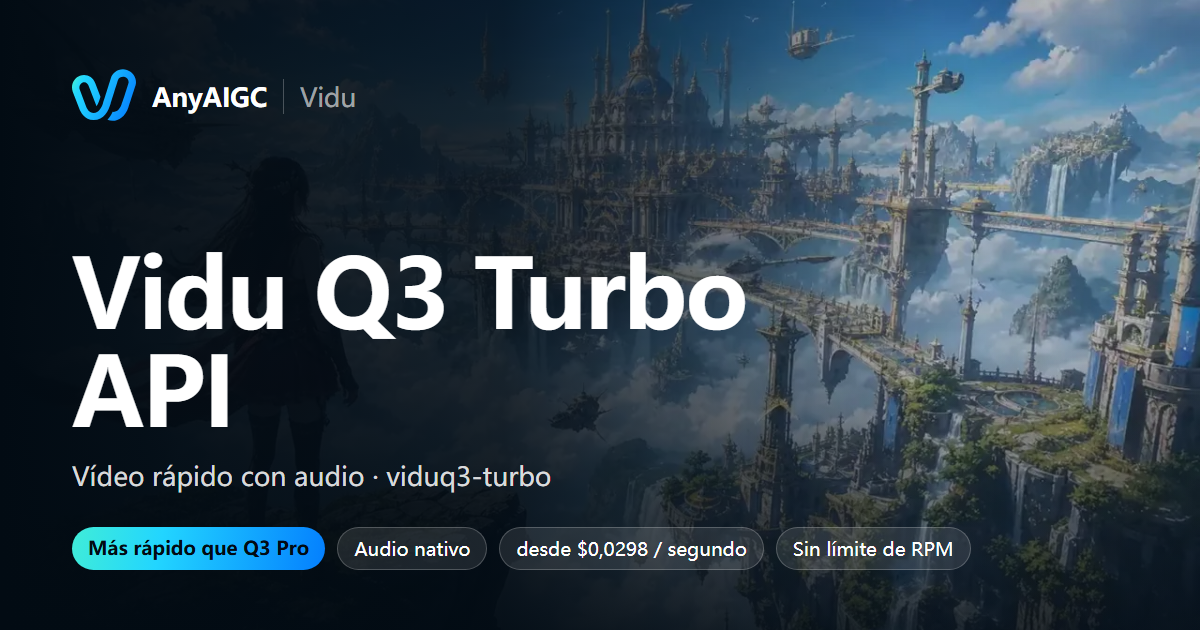 AnyAIGC | Vidu
Vidu Q3 Turbo
API
Vídeo rápido con audio · viduq3-turbo
Más rápido que Q3 Pro
Audio nativo
desde $0,0298 / segundo
Sin límite de RPM